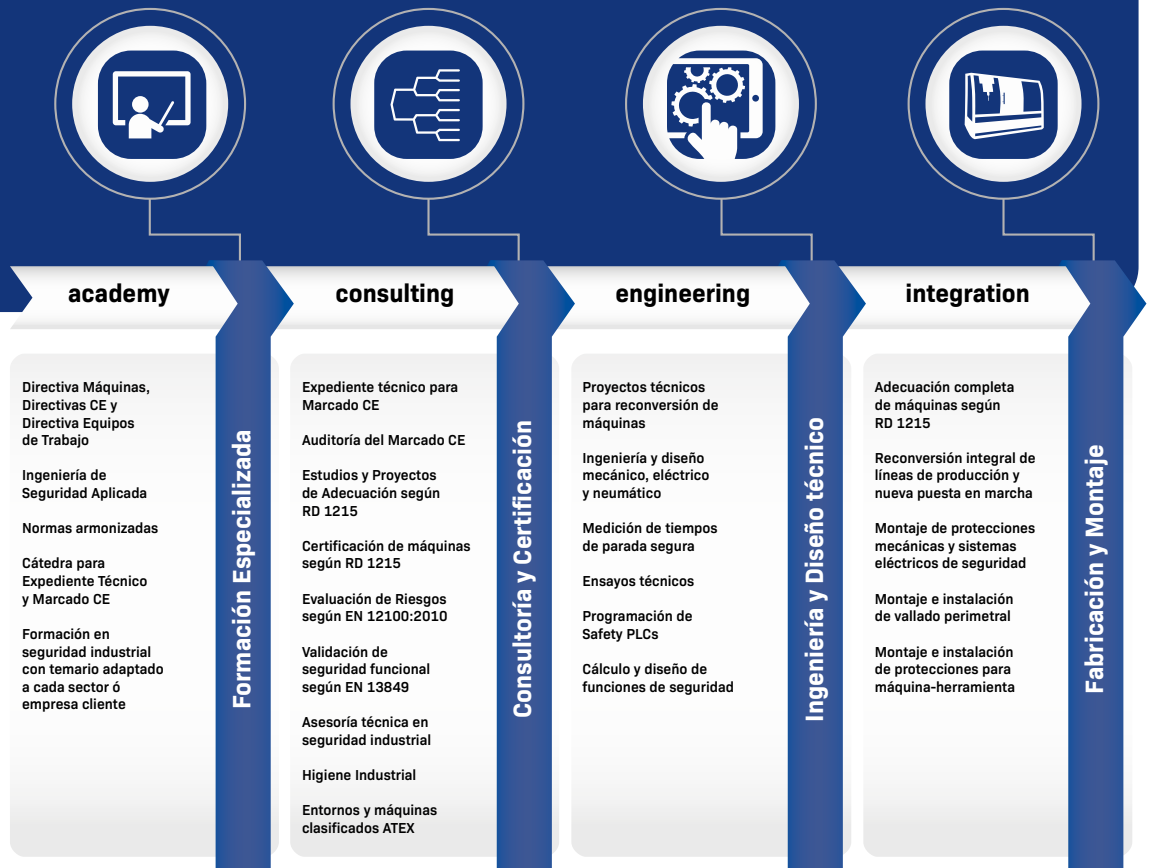 academy
Directiva Máquinas,
Directivas CE y
Directiva Equipos
de Trabajo
Ingeniería de
Seguridad Aplicada
Normas armonizadas
Cátedra para
Expediente Técnico
y Marcado CE
Formación en
seguridad industrial
con temario adaptado
a cada sector ó
empresa cliente
Formación Especializada
consulting
Expediente técnico para
Marcado CE
Auditoría del Marcado CE
Estudios y Proyectos
de Adecuación según
RD 1215
Certificación de máquinas
según RD 1215
Evaluación de Riesgos
según EN 12100:2010
Validación de
seguridad funcional
según EN 13849
Asesoría técnica en
seguridad industrial
Higiene Industrial
Entornos y máquinas
clasificados ATEX
Consultoría y Certificación
engineering
Proyectos técnicos
para reconversión de
máquinas
Ingeniería y diseño
mecánico, eléctrico
y neumático
Medición de tiempos
de parada segura
Ensayos técnicos
Programación de
Safety PLCs
Cálculo y diseño de
funciones de seguridad
Ingeniería y Diseño técnico
integration
Adecuación completa
de máquinas según
RD 1215
Reconversión integral de
líneas de producción y
nueva puesta en marcha
Montaje de protecciones
mecánicas y sistemas
eléctricos de seguridad
Montaje e instalación
de vallado perimetral
Montaje e instalación
de protecciones para
máquina-herramienta
Fabricación y Montaje